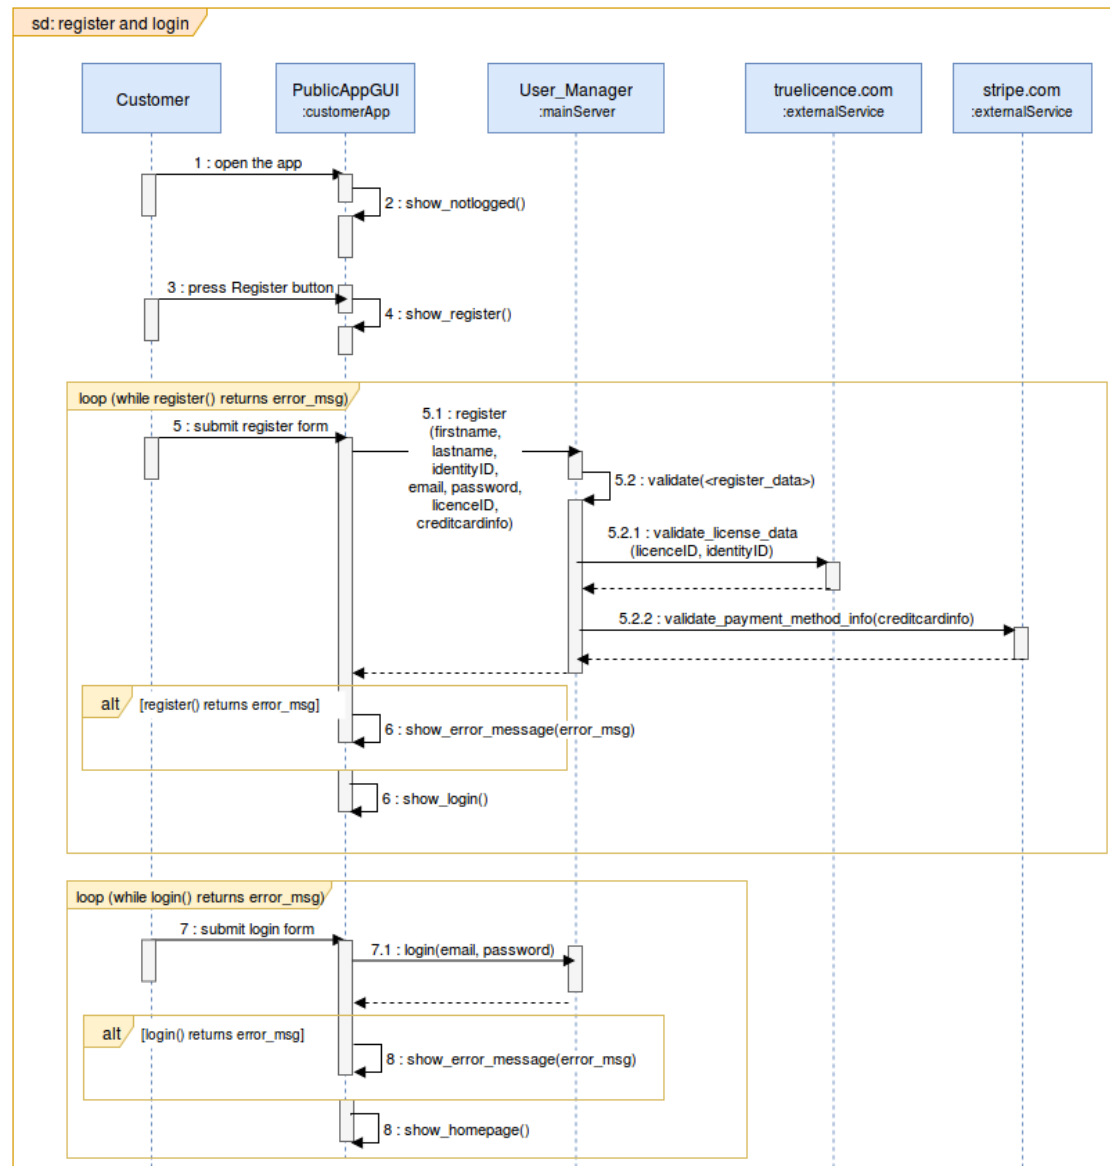 sd: register and login
Customer
PublicAppGUI
:customerApp
User_Manager
:mainServer
truelicence.com
:externalService
stripe.com
:externalService
1 : open the app
2 : show_notlogged()
3 : press Register button
4 : show_register()
loop (while register() returns error_msg)
5 : submit register form
5.1 : register
(firstname,
lastname,
identityID,
email, password,
licenceID,
creditcardinfo)
5.2 : validate(<register_data>)
5.2.1 : validate_license_data
(licenceID, identityID)
5.2.2 : validate_payment_method_info(creditcardinfo)
alt
[register() returns error_msg]
6 : show_error_message(error_msg)
6 : show_login()
loop (while login() returns error_msg)
7 : submit login form
7.1 : login(email, password)
alt
[login() returns error_msg]
8 : show_error_message(error_msg)
8 : show_homepage()